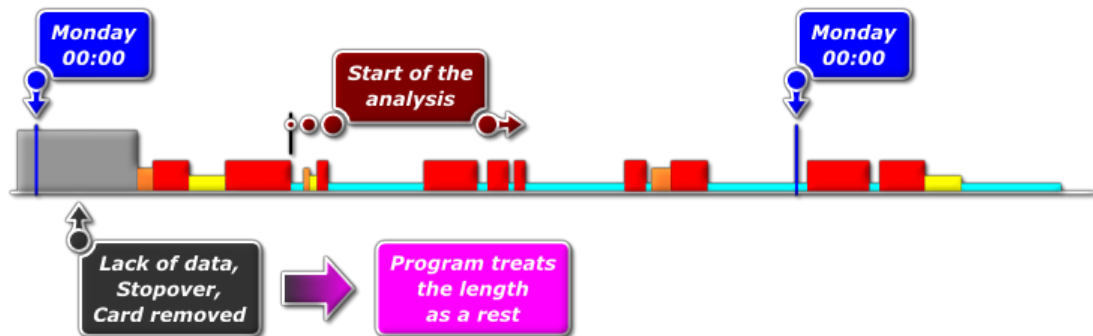 Monday
00:00
Start of the
analysis
Monday
00:00
Lack of data,
Stopover,
Card removed
Program treats
the length
as a rest